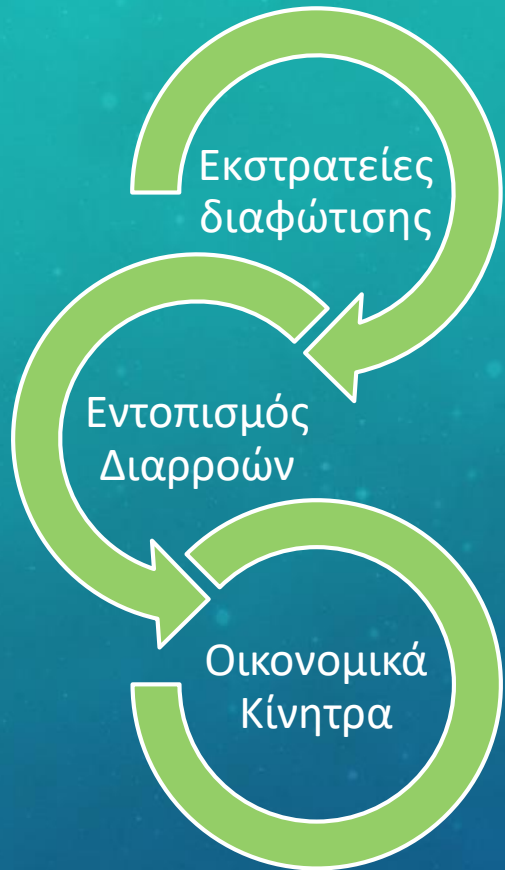 Εκστρατείες
διαφώτισης
Εντοπισμός
Διαρροών
Οικονομικά
Κίνητρα